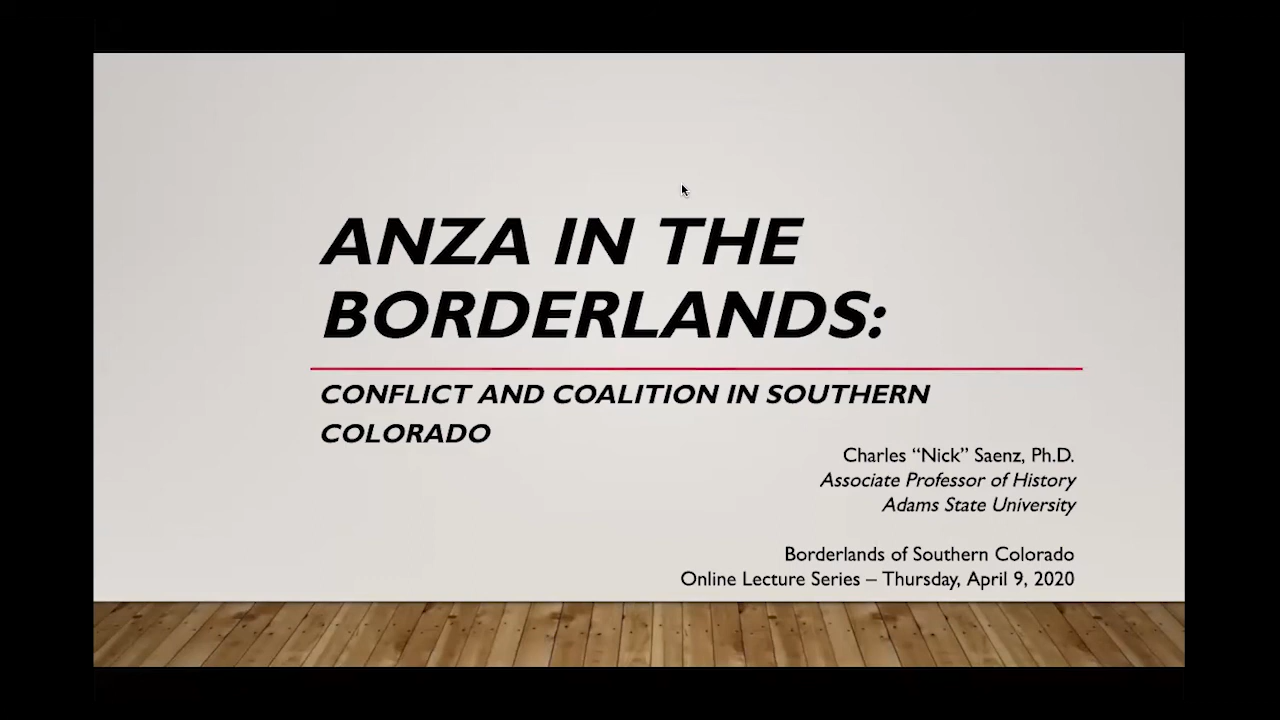 ANZA IN THE
BORDERLANDS:
CONFLICT AND COALITION IN SOUTHERN
COLORADO
Charles “Nick” Saenz, Ph.D.
Associate Professor of History
Adams State University
Borderlands of Southern Colorado
Online Lecture Series – Thursday, April 9, 2020